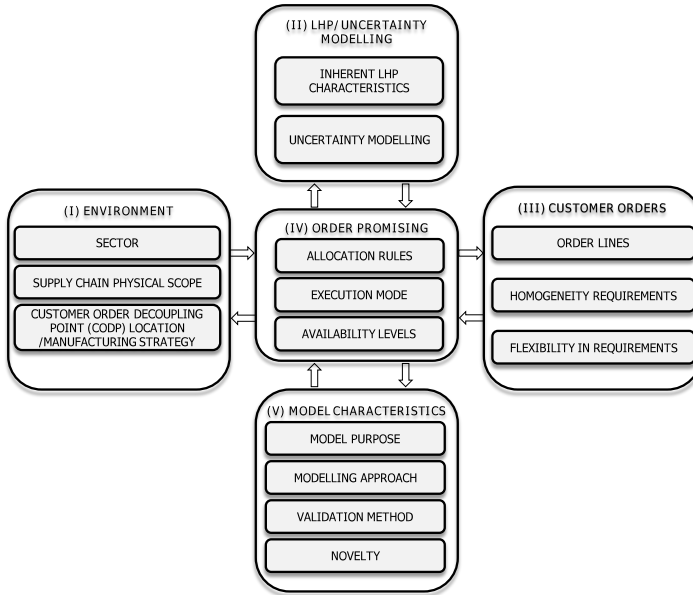 (II) LHP/UNCERTAINTY
MODELLING
INHERENT LHP
CHARACTERISTICS
UNCERTAINTY MODELLING
(I) ENVIRONMENT
SECTOR
SUPPLY CHAIN PHYSICAL SCOPE
CUSTOMER ORDER DECOUPLING
POINT (CODP) LOCATION
/MANUFACTURING STRATEGY
(IV) ORDER PROMISING
ALLOCATION RULES
EXECUTION MODE
AVAILABILITY LEVELS
(III) CUSTOMER ORDERS
ORDER LINES
HOMOGENEITY REQUIREMENTS
FLEXIBILITY IN REQUIREMENTS
(V) MODEL CHARACTERISTICS
MODEL PURPOSE
MODELLING APPROACH
VALIDATION METHOD
NOVELTY